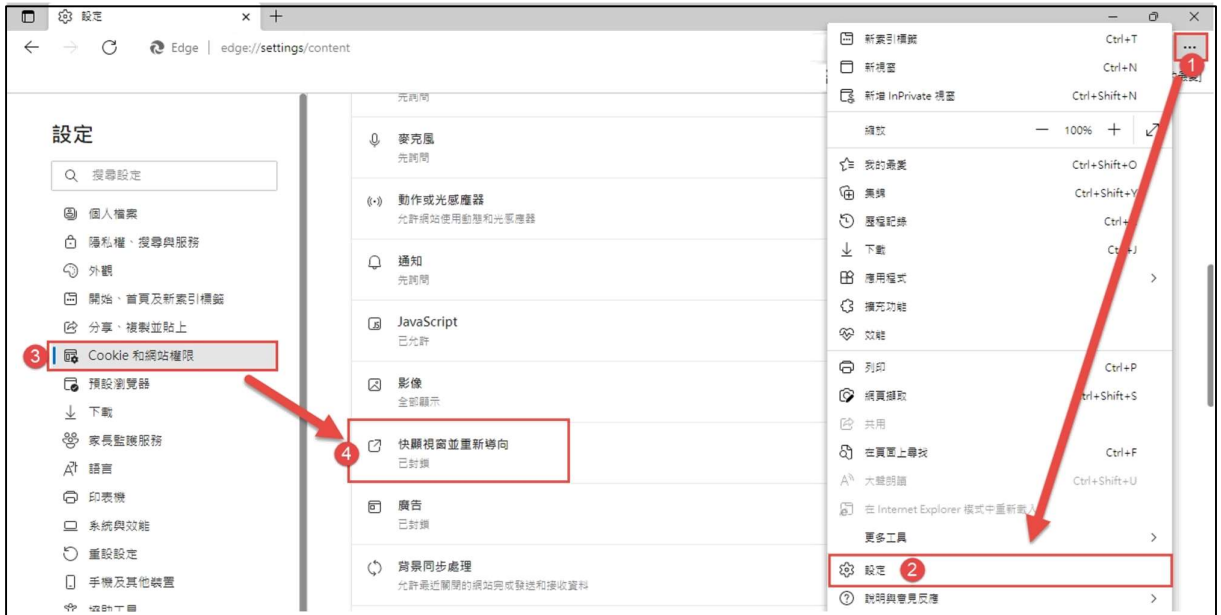 設定
Edge | edge://settings/content
設定
搜尋設定
個人檔案
隱私權、搜尋與服務
外觀
開始、首頁及新索引標籤
分享、複製並貼上
3
Cookie 和網站權限
預設瀏覽器
下載
家長監護服務
語言
印表機
系統與效能
重設設定
手機及其他裝置
協助工具
先詢問
麥克風
先詢問
動作或光感應器
允許網站使用動態和光感應器
通知
先詢問
JavaScript
已允許
影像
全部顯示
4
快顯視窗並重新導向
已封鎖
廣告
已封鎖
背景同步處理
允許最近關閉的網站完成發送和接收資料
1
新索引標籤 Ctrl+T
新視窗 Ctrl+N
新增 InPrivate 視窗 Ctrl+Shift+N
縮放 100%
我的最愛 Ctrl+Shift+O
集錦 Ctrl+Shift+Y
歷程記錄 Ctrl+
下載 Ctrl+J
應用程式
擴充功能
效能
列印 Ctrl+P
網頁擷取 Ctrl+Shift+S
共用
在頁面上尋找 Ctrl+F
大聲朗讀 Ctrl+Shift+U
在 Internet Explorer 模式中重新載入
更多工具
設定 2
說明與意見反應